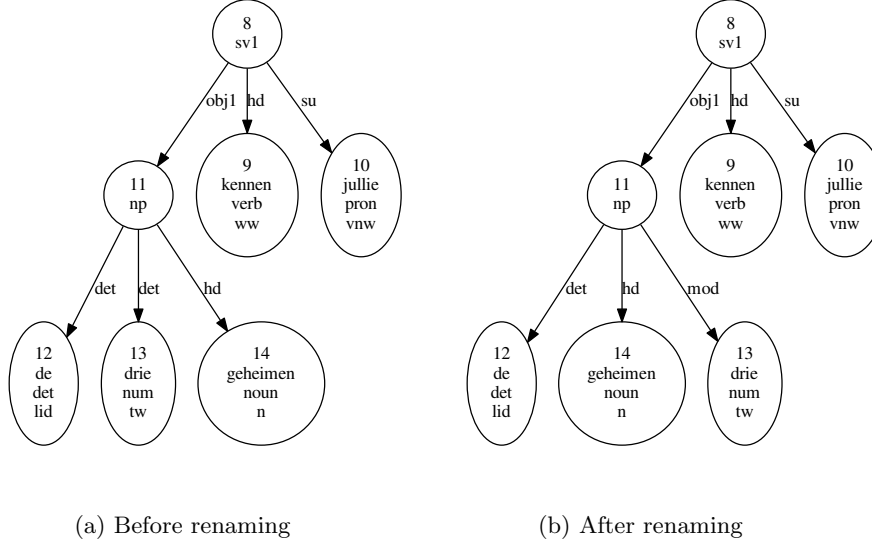 8
sv1
obj1
hd
su
11
np
9
kennen
verb
ww
10
jullie
pron
vnw
det
det
hd
12
de
det
lid
13
drie
num
tw
14
geheimen
noun
n
(a) Before renaming
8
sv1
obj1
hd
su
11
np
9
kennen
verb
ww
10
jullie
pron
vnw
det
hd
mod
12
de
det
lid
14
geheimen
noun
n
13
drie
num
tw
(b) After renaming